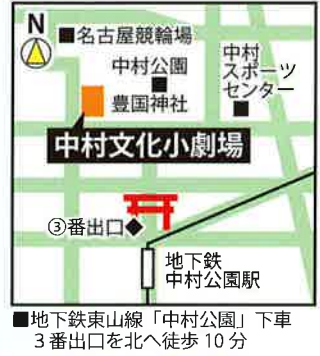 N
■名古屋競輪場
中村公園
■
豊国神社
中村
スポーツ
センター
■
中村文化小劇場
③番出口◆
地下鉄
中村公園駅
■地下鉄東山線「中村公園」下車
３番出口を北へ徒歩 10 分